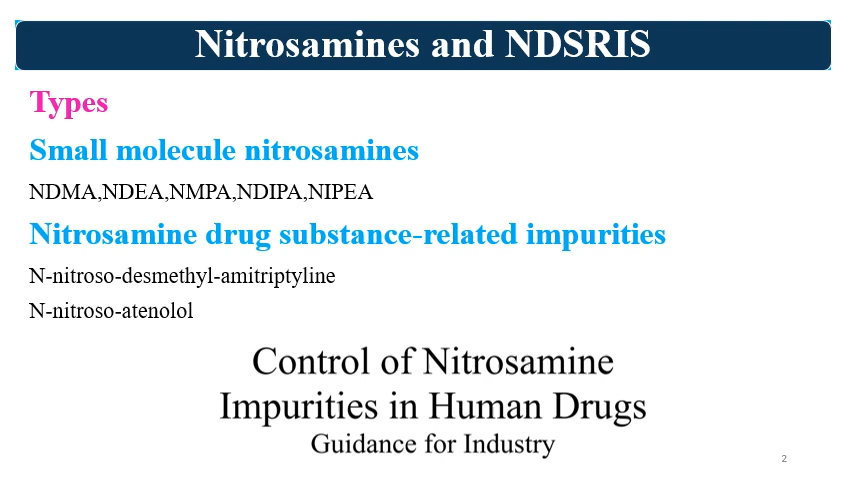 Nitrosamines and NDSRIS
Types
Small molecule nitrosamines
NDMA,NDEA,NMPA,NDIPA,NIPEA
Nitrosamine drug substance-related impurities
N-nitroso-desmethyl-amitriptyline
N-nitroso-atenolol
Control of Nitrosamine
Impurities in Human Drugs
Guidance for Industry
2